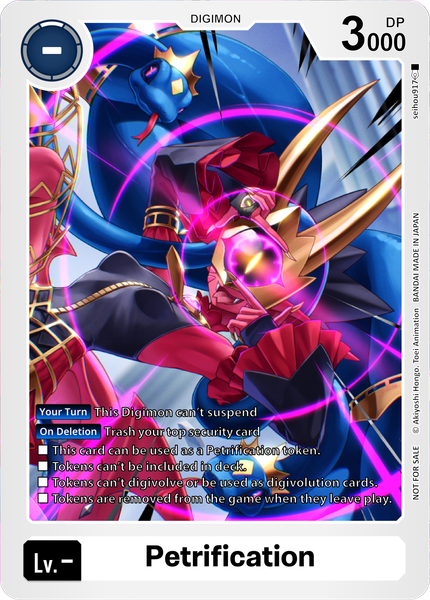 DIGIMON
-
DP
3000
seihou917
© Akiyoshi Hongo, Toei Animation BANDAI MADE IN JAPAN
NOT FOR SALE
Your Turn This Digimon can't suspend
On Deletion Trash your top security card
■ This card can be used as a Petrification token.
■ Tokens can't be included in deck.
■ Tokens can't digivolve or be used as digivolution cards.
■ Tokens are removed from the game when they leave play.
Lv.-
Petrification